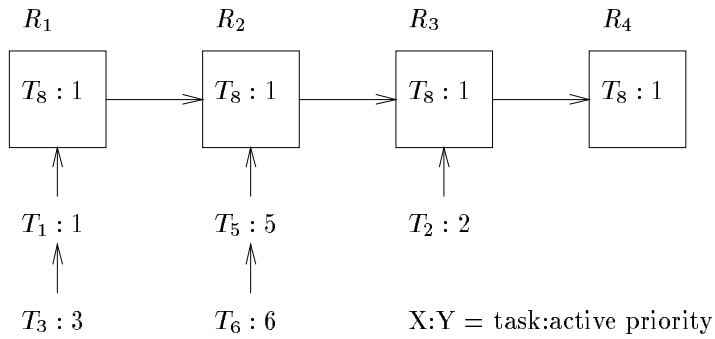 R₁ R₂ R₃ R₄
T₈ : 1 T₈ : 1 T₈ : 1 T₈ : 1
T₁ : 1 T₅ : 5 T₂ : 2
T₃ : 3 T₆ : 6 X:Y = task:active priority